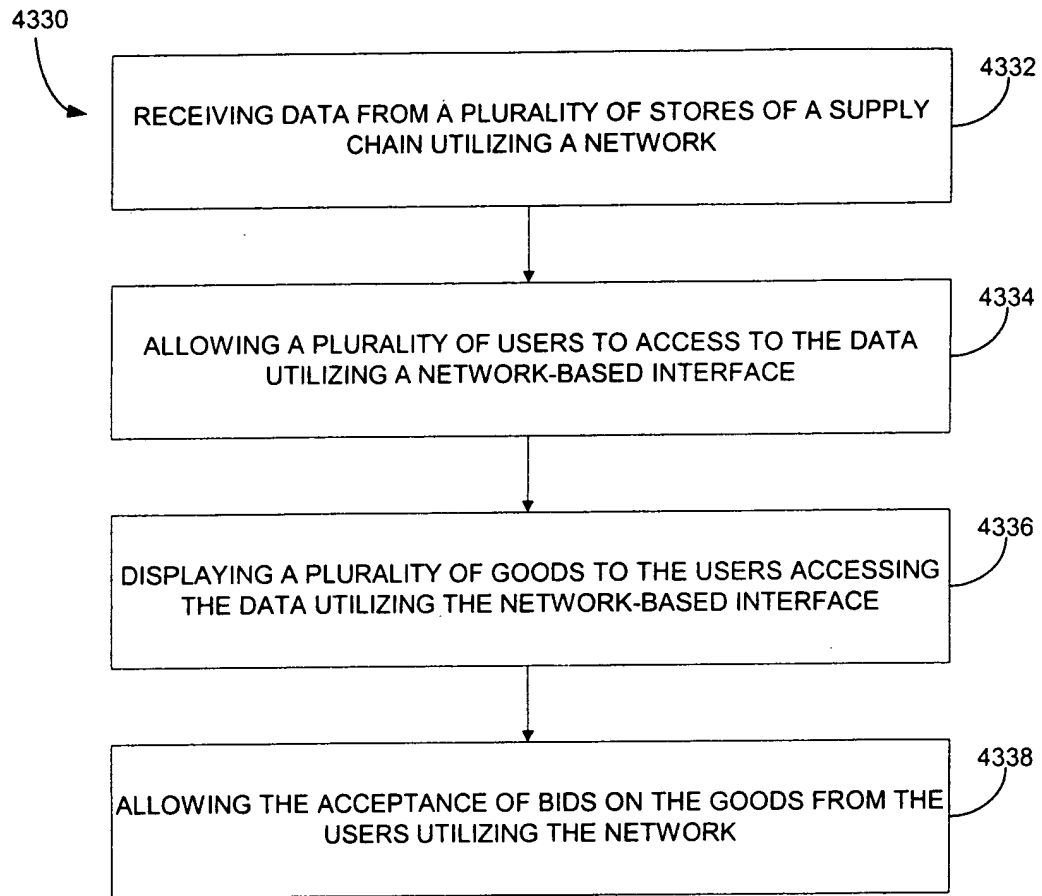 4330
4332
RECEIVING DATA FROM A PLURALITY OF STORES OF A SUPPLY
CHAIN UTILIZING A NETWORK
4334
ALLOWING A PLURALITY OF USERS TO ACCESS TO THE DATA
UTILIZING A NETWORK-BASED INTERFACE
4336
DISPLAYING A PLURALITY OF GOODS TO THE USERS ACCESSING
THE DATA UTILIZING THE NETWORK-BASED INTERFACE
4338
ALLOWING THE ACCEPTANCE OF BIDS ON THE GOODS FROM THE
USERS UTILIZING THE NETWORK